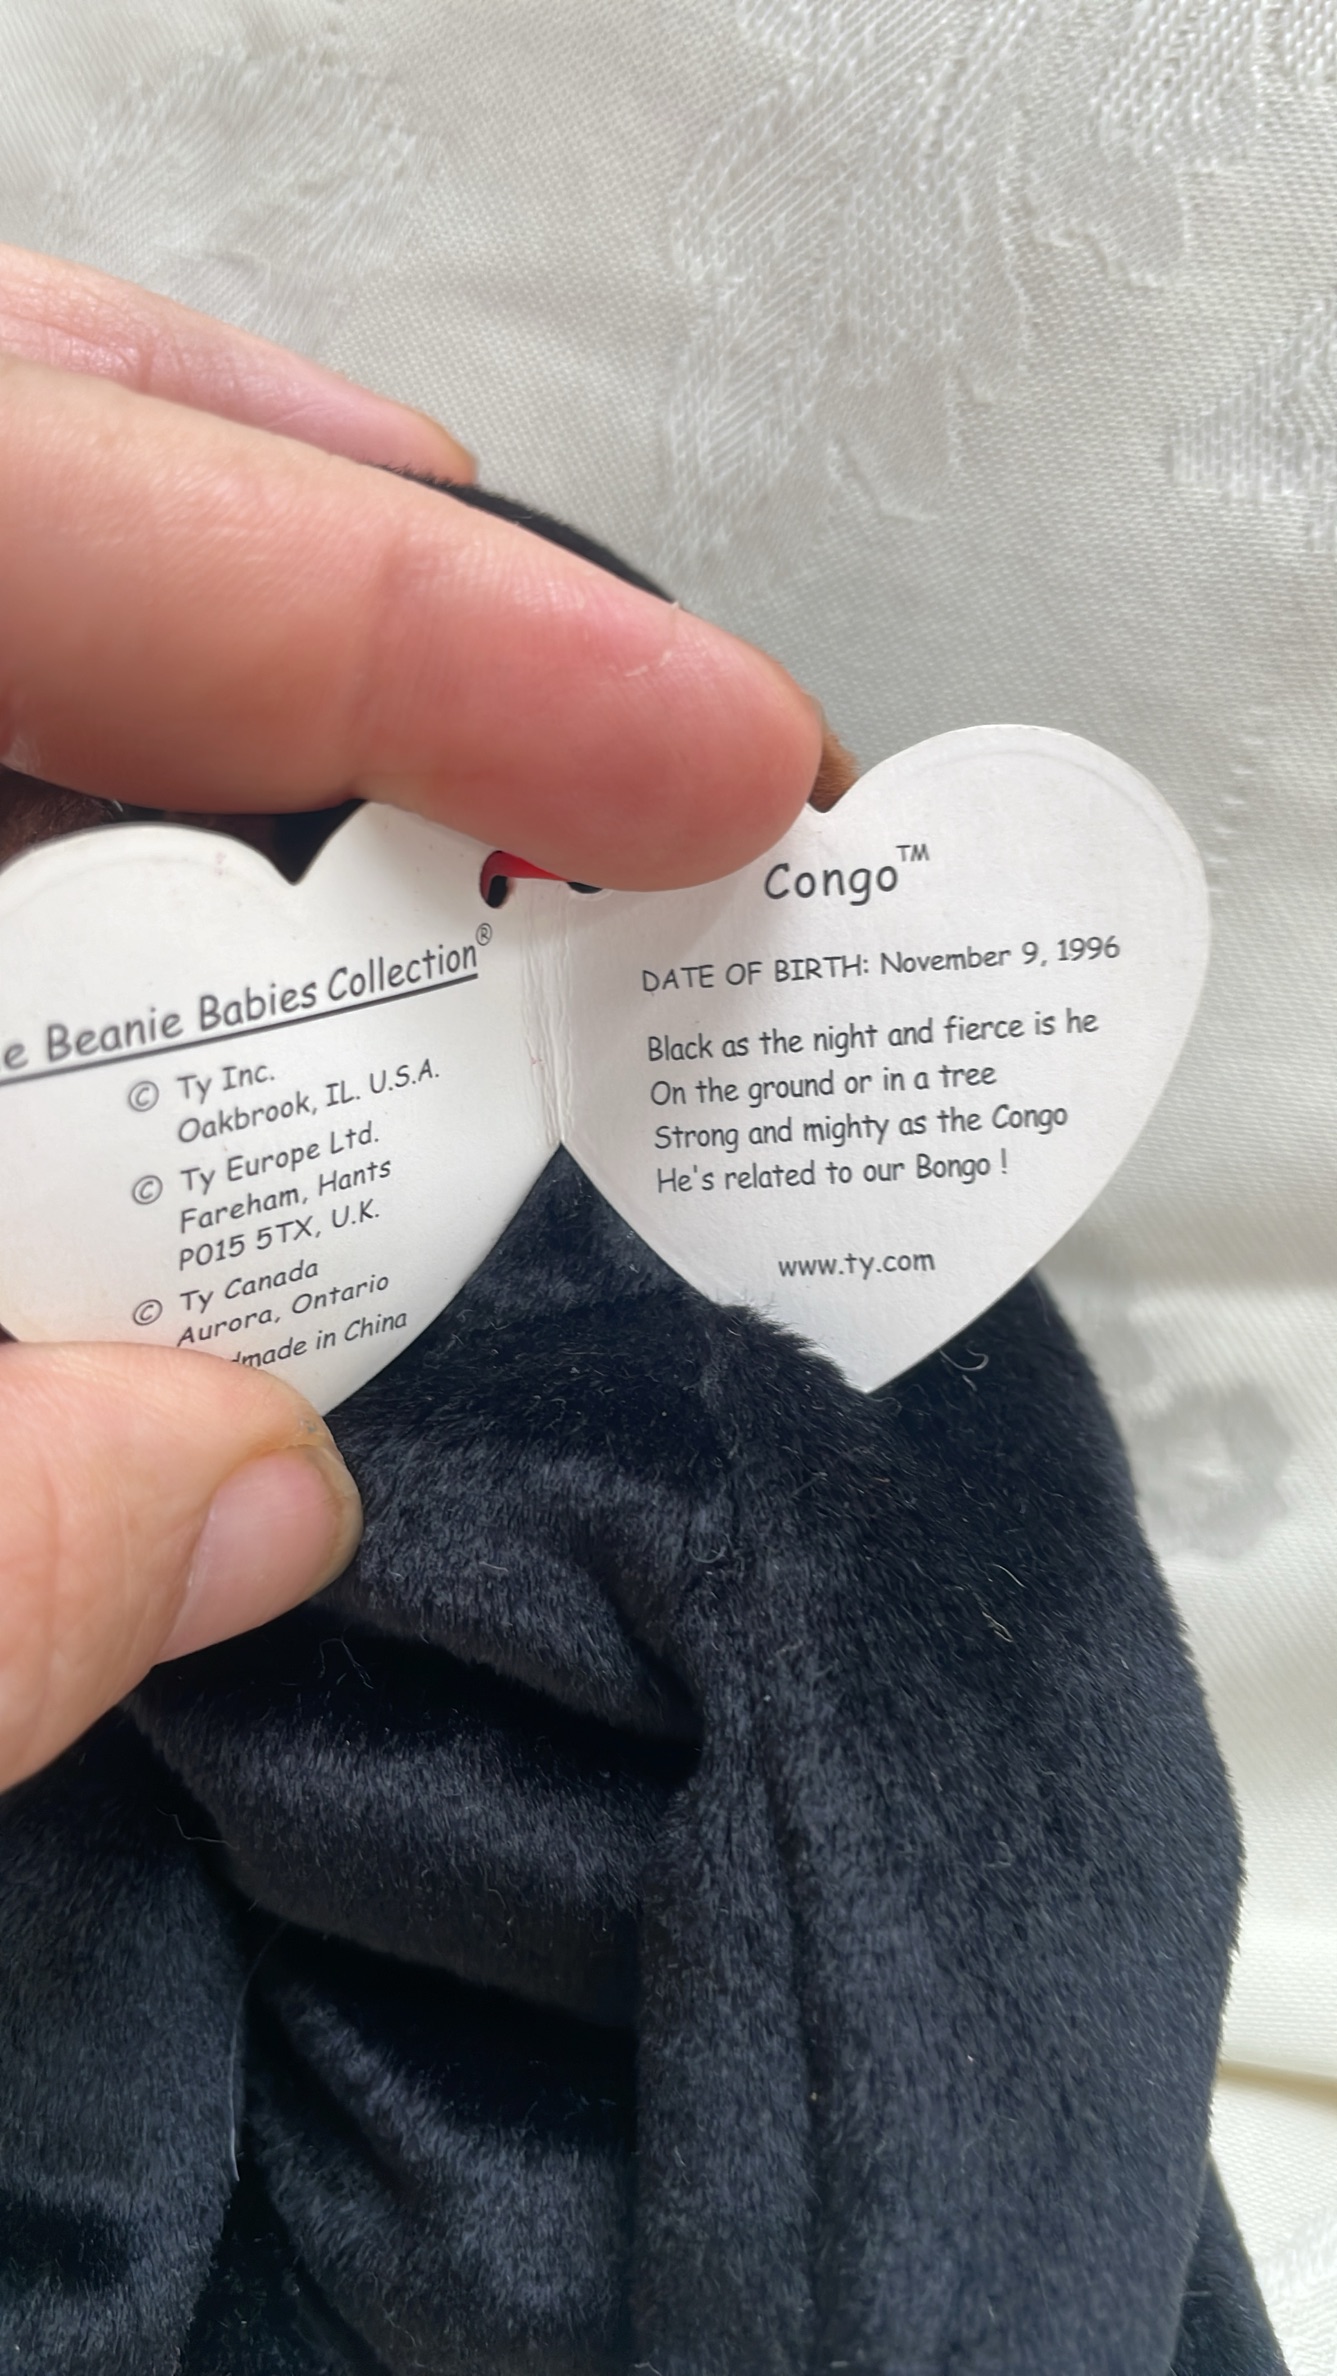 Beanie Babies Collection®
© Ty Inc.
Oakbrook, IL. U.S.A.
© Ty Europe Ltd.
Fareham, Hants
PO15 5TX, U.K.
© Ty Canada
Aurora, Ontario
in China
Congo™
DATE OF BIRTH: November 9, 1996
Black as the night and fierce is he
On the ground or in a tree
Strong and mighty as the Congo
He's related to our Bongo !
www.ty.com